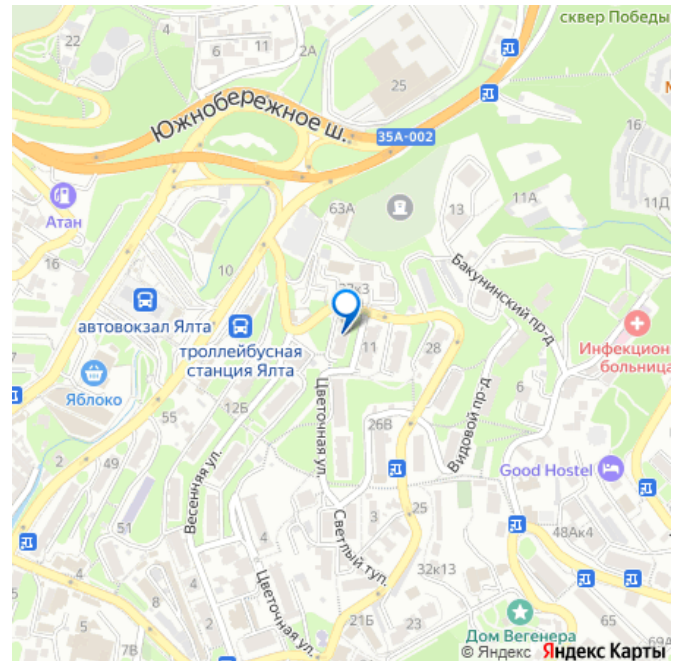 сквер Победы
22
6
11
2А
25
Южнобережное ш.
35А-002
16
63А
13
11А
11Д
Атан
16
10
Бакунинский пр-д
автовокзал Ялта
троллейбусная
станция Ялта
11
28
Инфекцион
больница
Яблоко
12Б
Цветочная ул.
6
55
26В
Видовой пр-д
2
49
Весенняя ул.
Good Hostel
51
25
3
48Ак4
4
4
Светлый туп.
32к13
5
Цветочная ул.
4
2
7В
21Б
Дом Вегенера
65
69А
© Яндекс Яндекс Карты